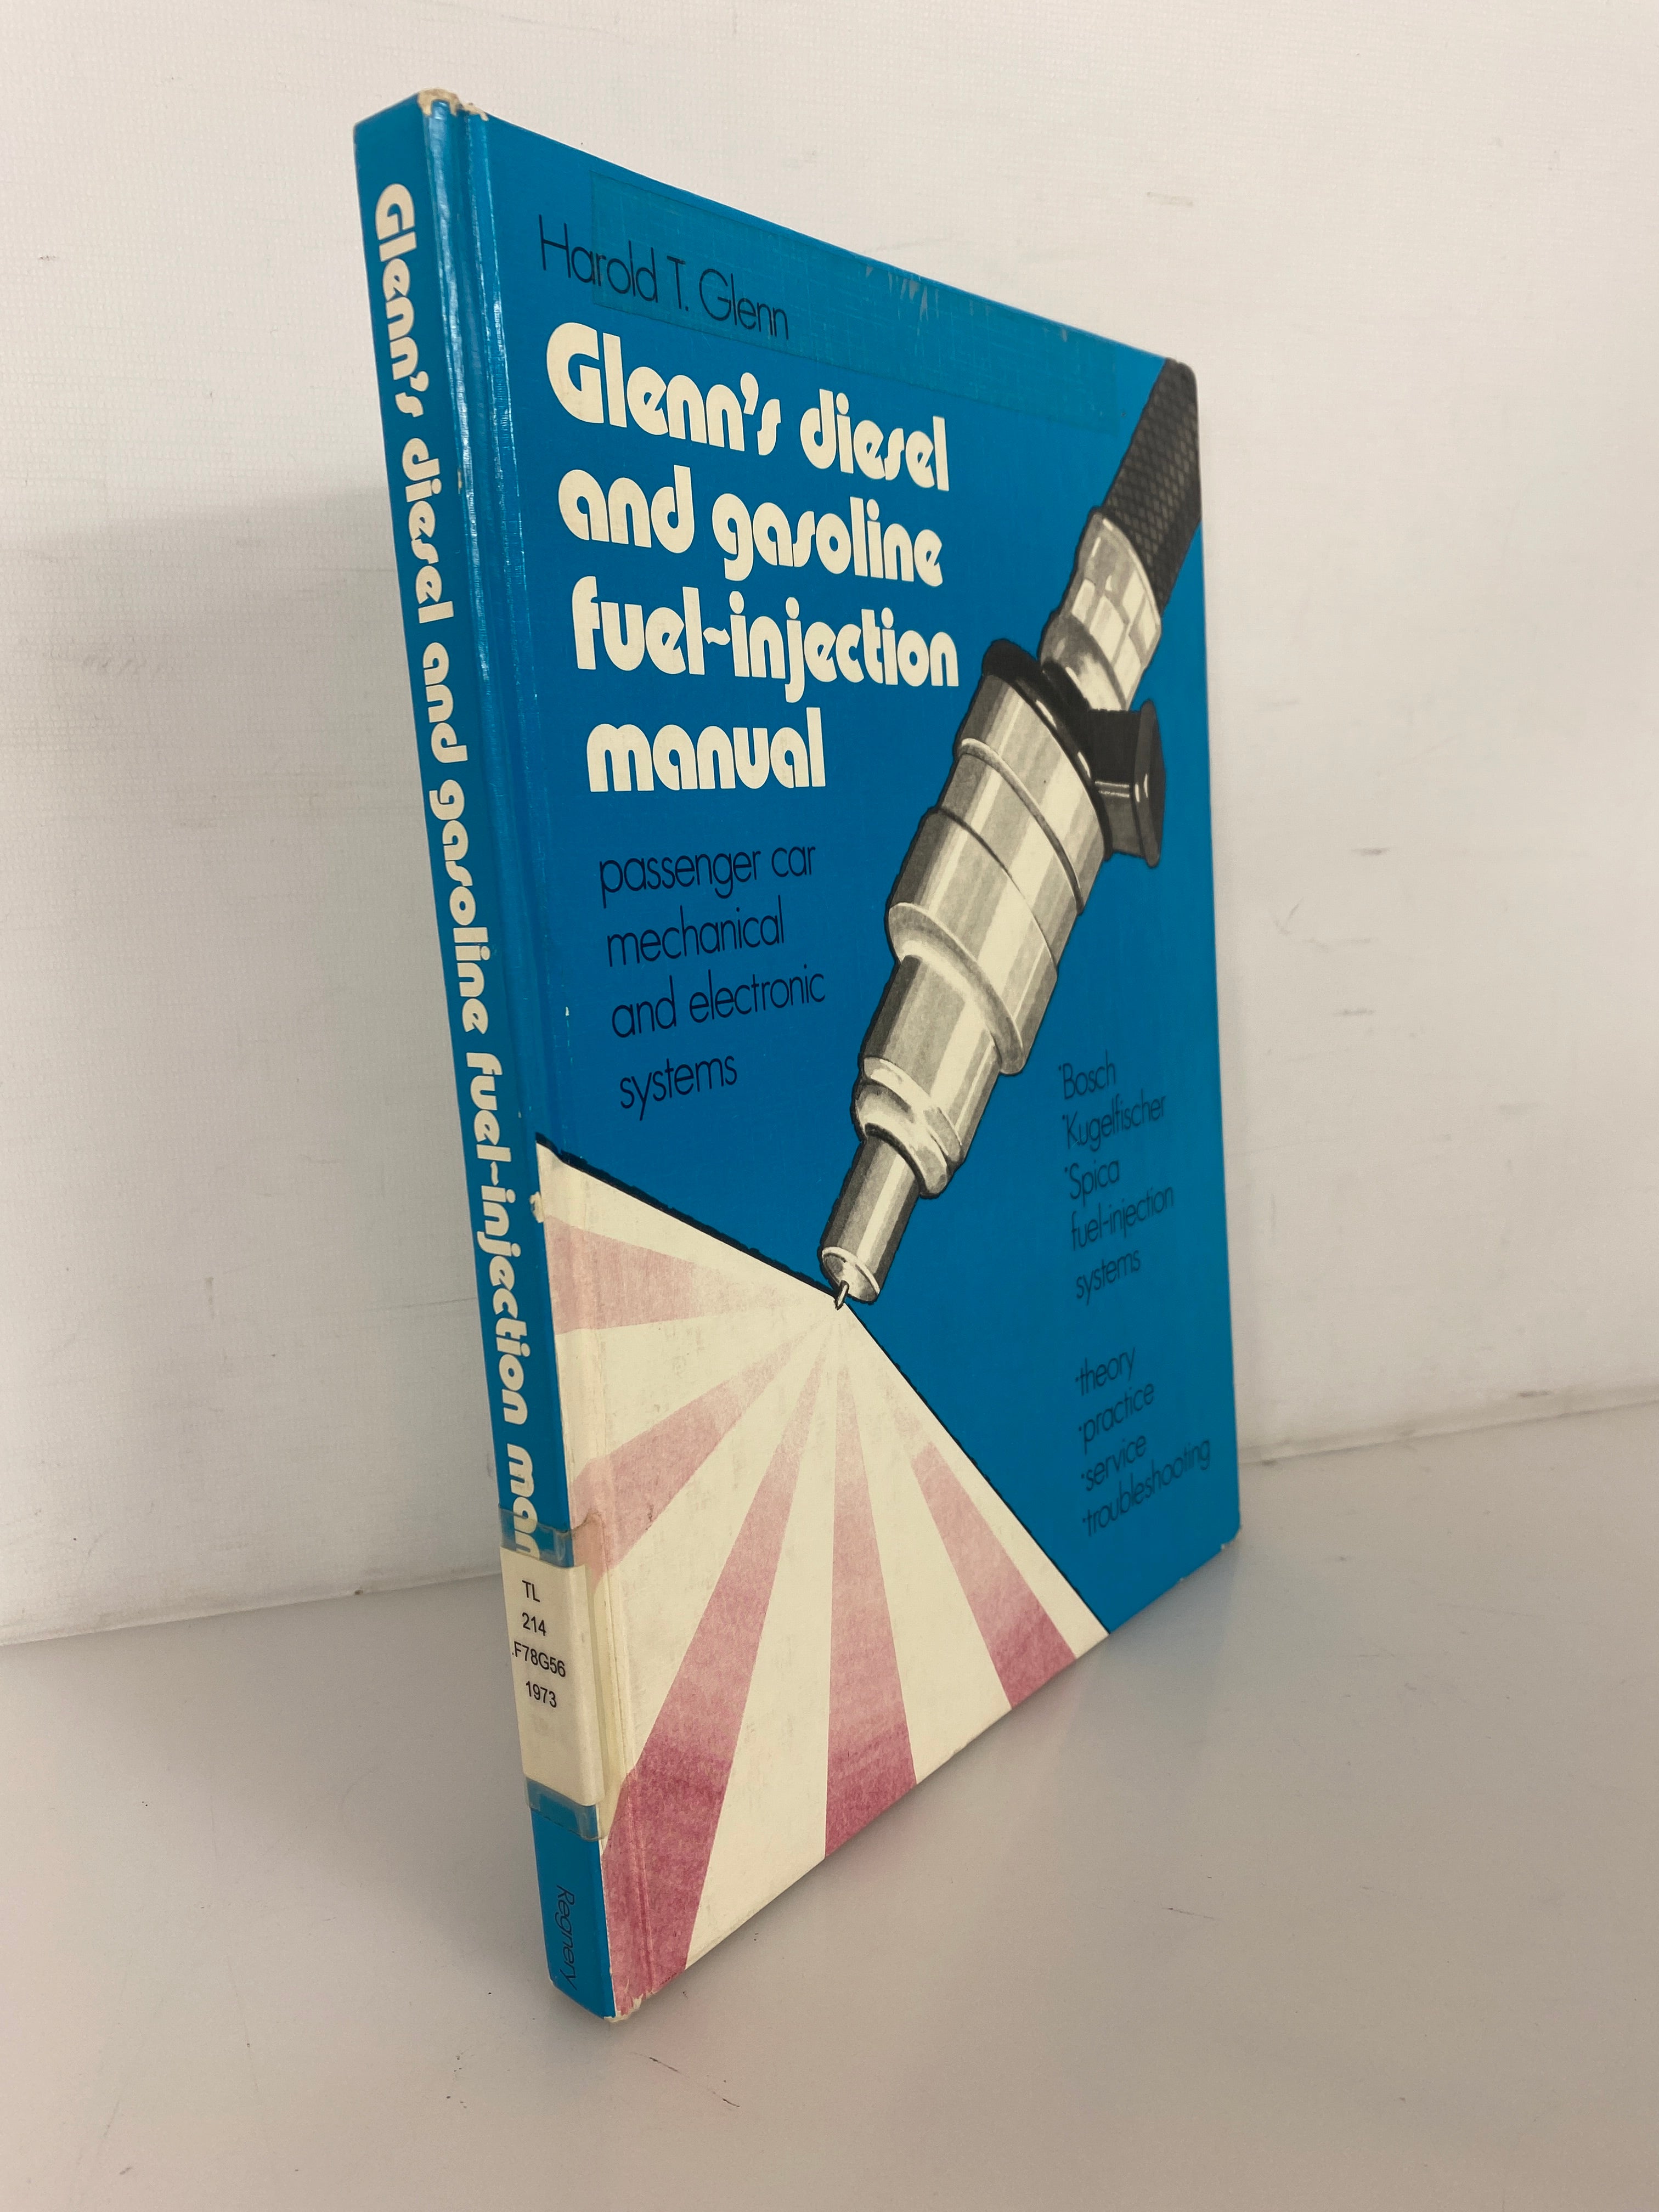 Harold T. Glenn
Glenn's diesel
and gasoline
fuel-injection
manual
passenger car
mechanical
and electronic
systems
•Bosch
•Kugelfischer
•Spica
fuel-injection
systems
•theory
•practice
•service
•troubleshooting
Glenn's diesel and gasoline fuel-injection man
TL
214
.F78G56
1973
Regnery